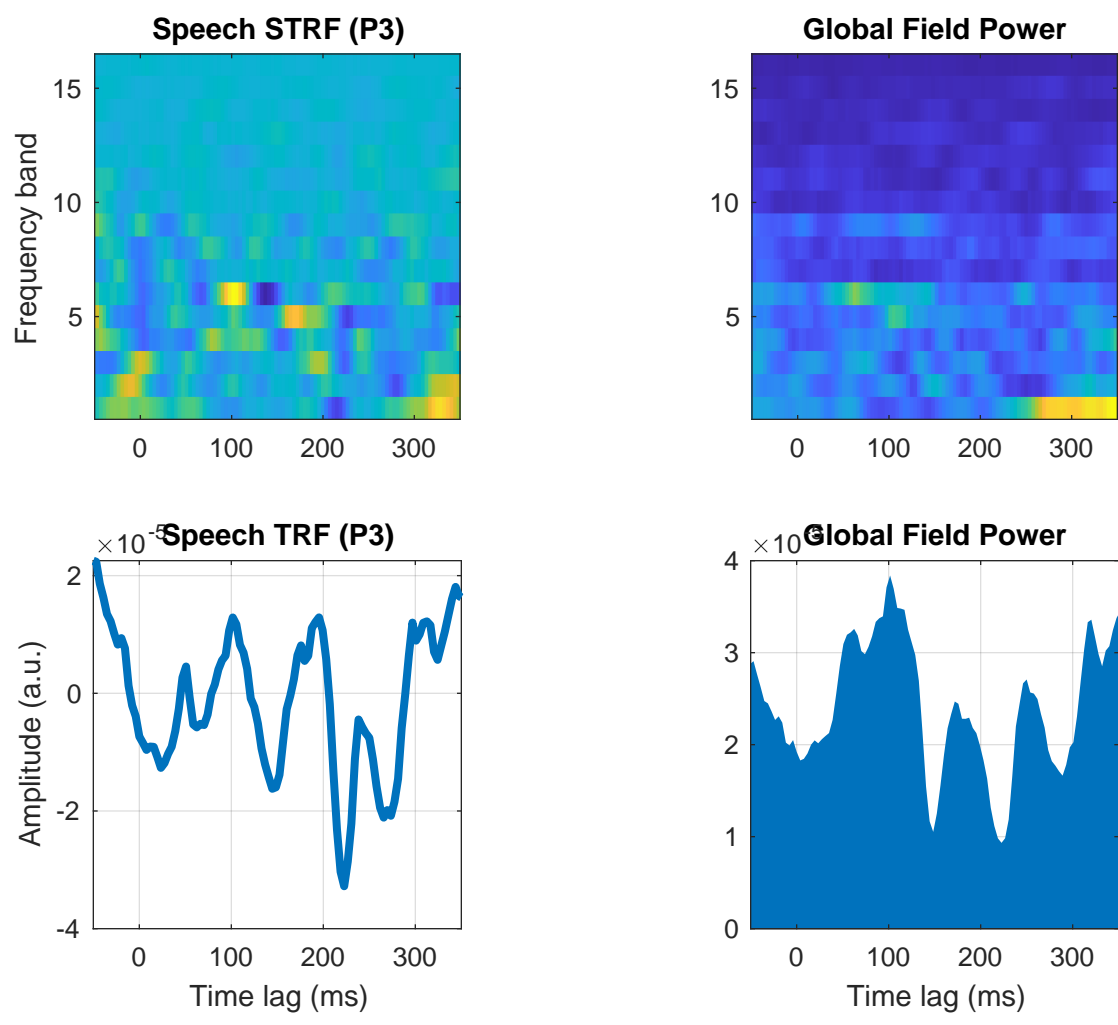 Speech STRF (P3)
Frequency band
15
10
5
0 100 200 300
Global Field Power
15
10
5
0 100 200 300
Speech TRF (P3)
×10^-5
Amplitude (a.u.)
2
0
-2
-4
0 100 200 300
Time lag (ms)
Global Field Power
×10^-5
4
3
2
1
0
0 100 200 300
Time lag (ms)